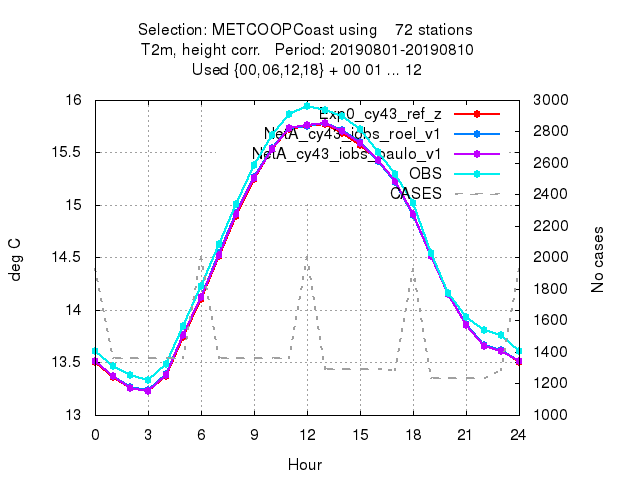 Selection: METCOOPCoast using 72 stations
T2m, height corr. Period: 20190801-20190810
Used {00,06,12,18} + 00 01 ... 12
16
15.5
15
14.5
14
13.5
13
deg C
3000
2800
2600
2400
2200
2000
1800
1600
1400
1200
1000
No cases
Exp0_cy43_ref_z
NetA_cy43_iobs_roel_v1
NetA_cy43_iobs_paulo_v1
OBS
CASES
0 3 6 9 12 15 18 21 24
Hour